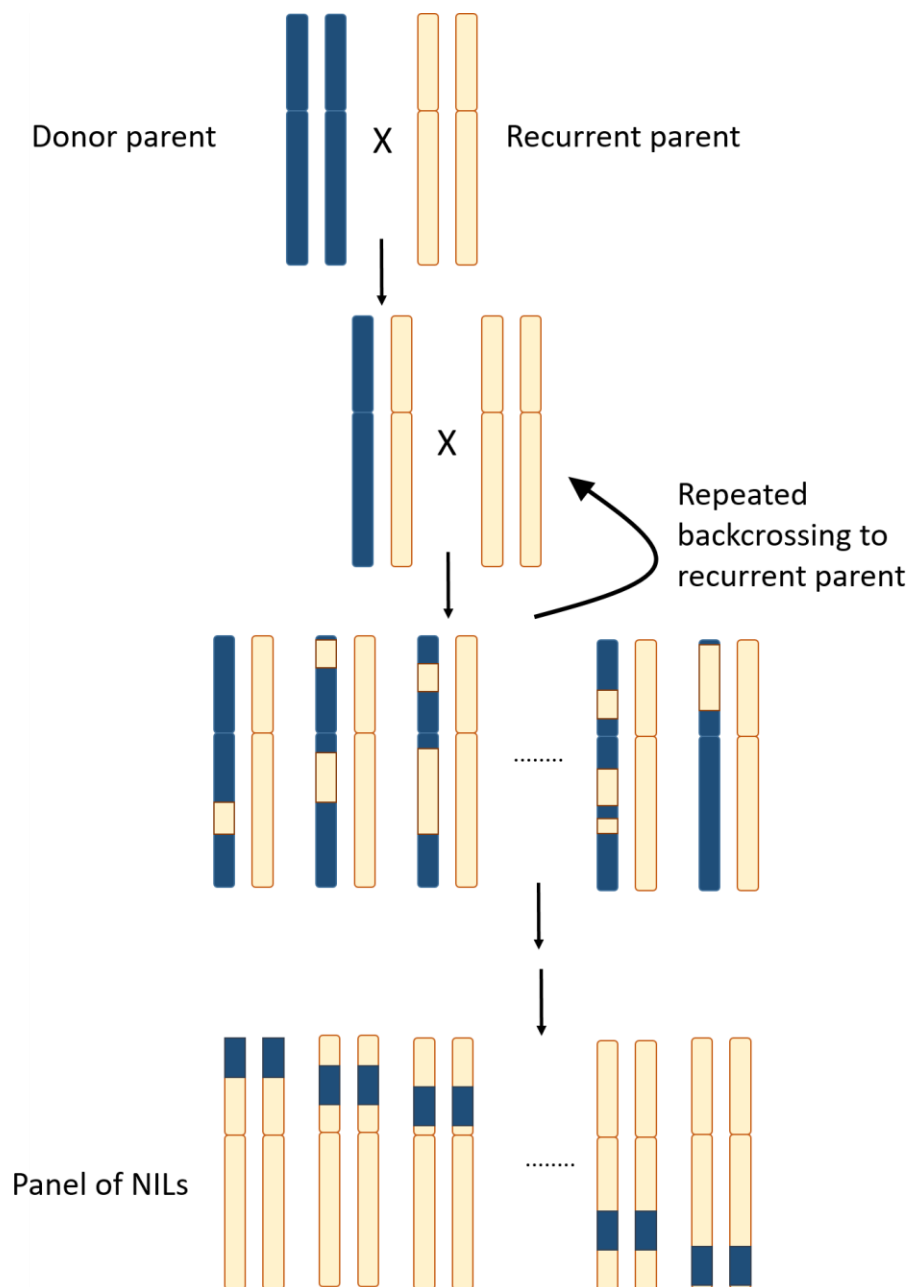 Donor parent
X
Recurrent parent
X
Repeated
backcrossing to
recurrent parent
........
........
Panel of NILs